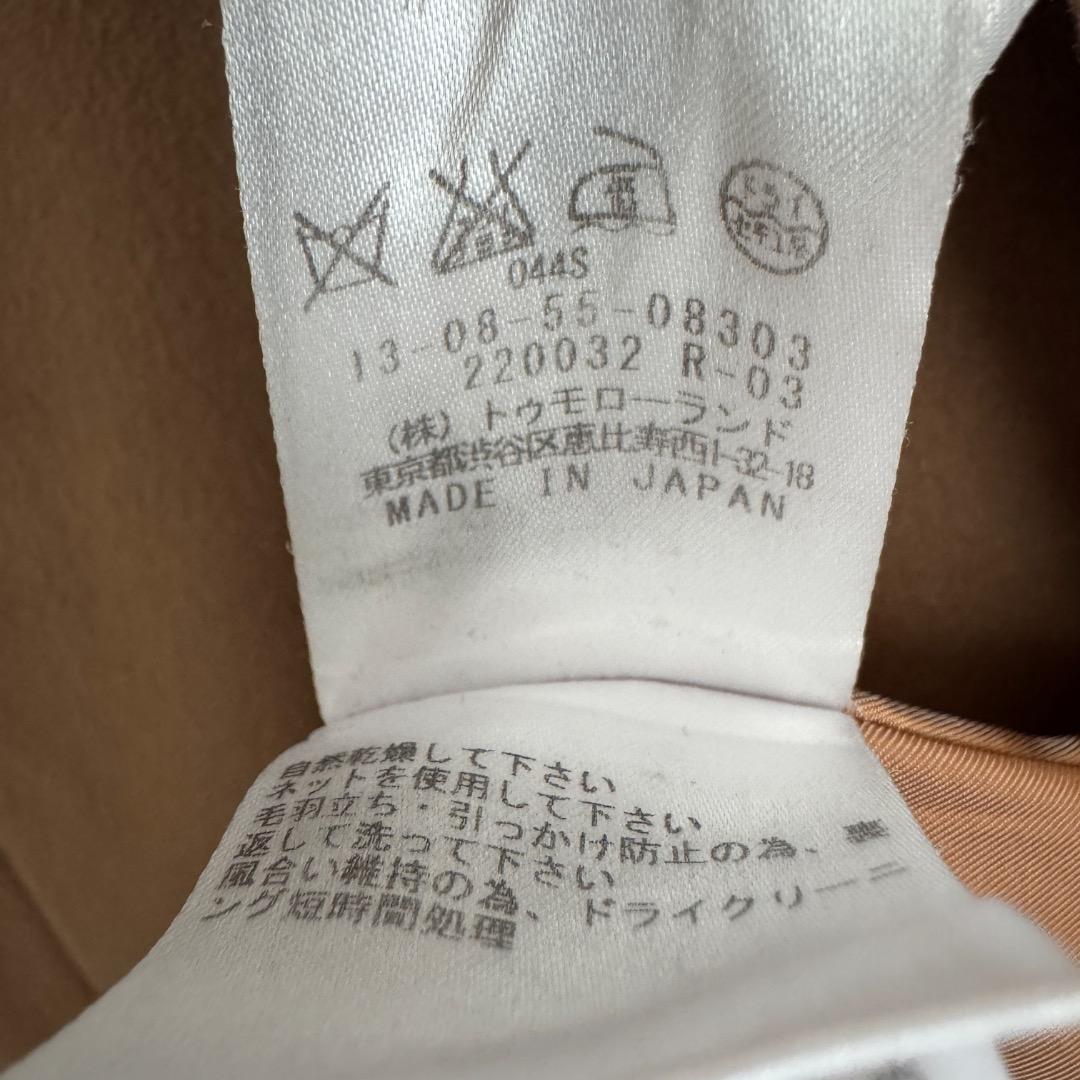 044S
13-08-55-08303
220032 R-03
(株)トゥモローランド
東京都渋谷区恵比寿西1-32-18
MADE IN JAPAN
自然乾燥して下さい
ネットを使用して下さい
毛羽立ち・引っかけ防止の為、裏
返して洗って下さい
風合い維持の為、ドライクリーニ
ング短時間処理